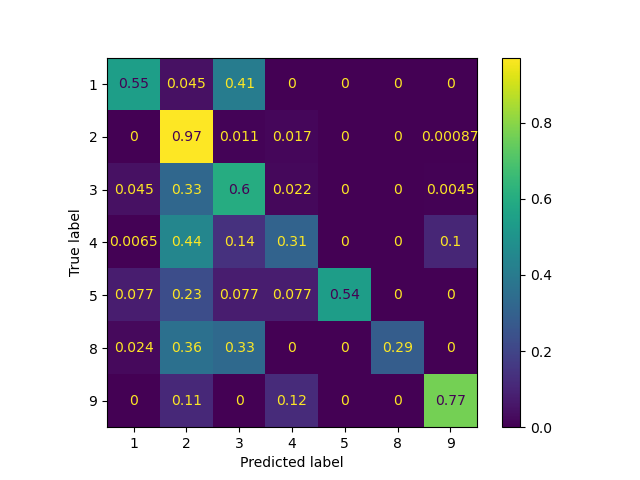 1 0.55 0.045 0.41 0 0 0 0
2 0 0.97 0.011 0.017 0 0 0.00087
0.8
3 0.045 0.33 0.6 0.022 0 0 0.0045
0.6
True label
4 0.0065 0.44 0.14 0.31 0 0 0.1
0.4
5 0.077 0.23 0.077 0.077 0.54 0 0
8 0.024 0.36 0.33 0 0 0.29 0
0.2
9 0 0.11 0 0.12 0 0 0.77
0.0
1 2 3 4 5 8 9
Predicted label